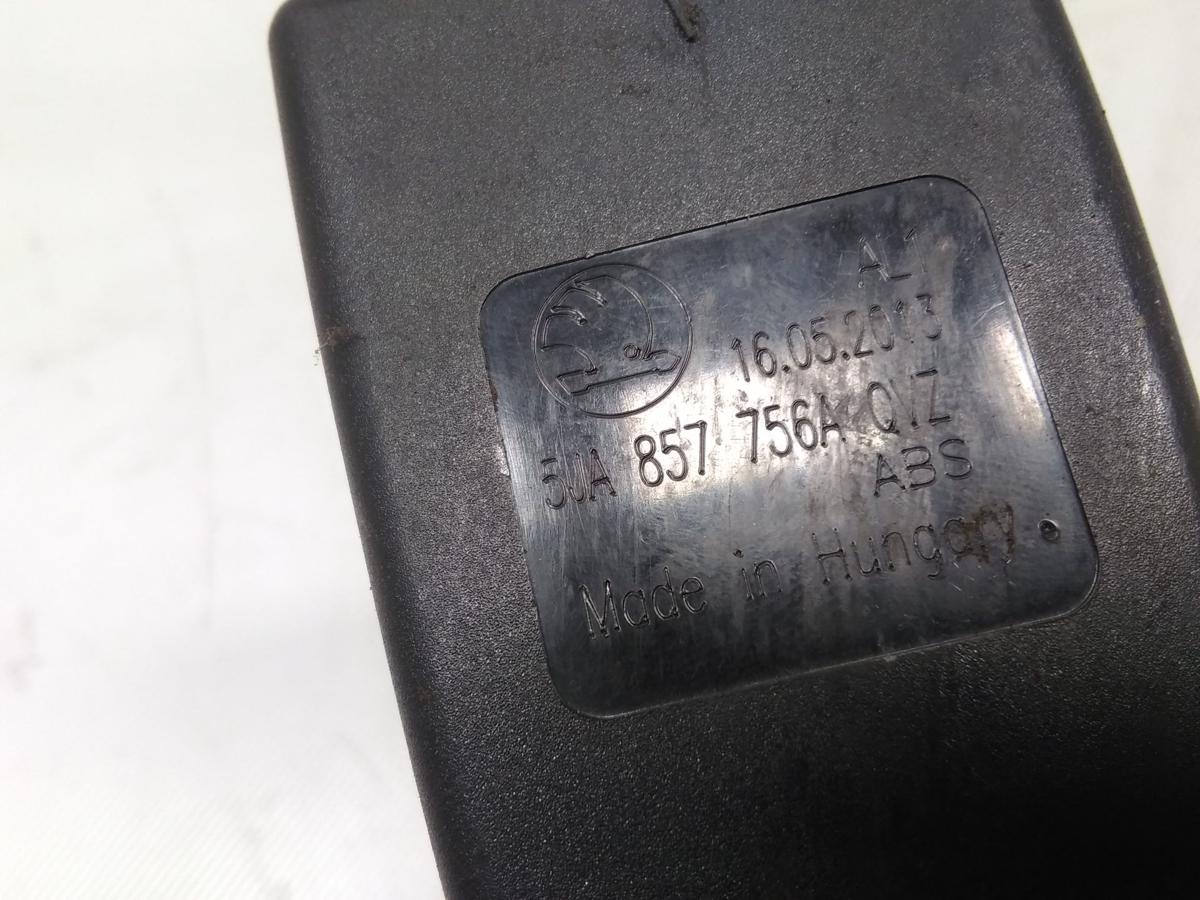 AL1
16.05.2013
5JA 857 756A QVZ
ABS
Made in Hungary